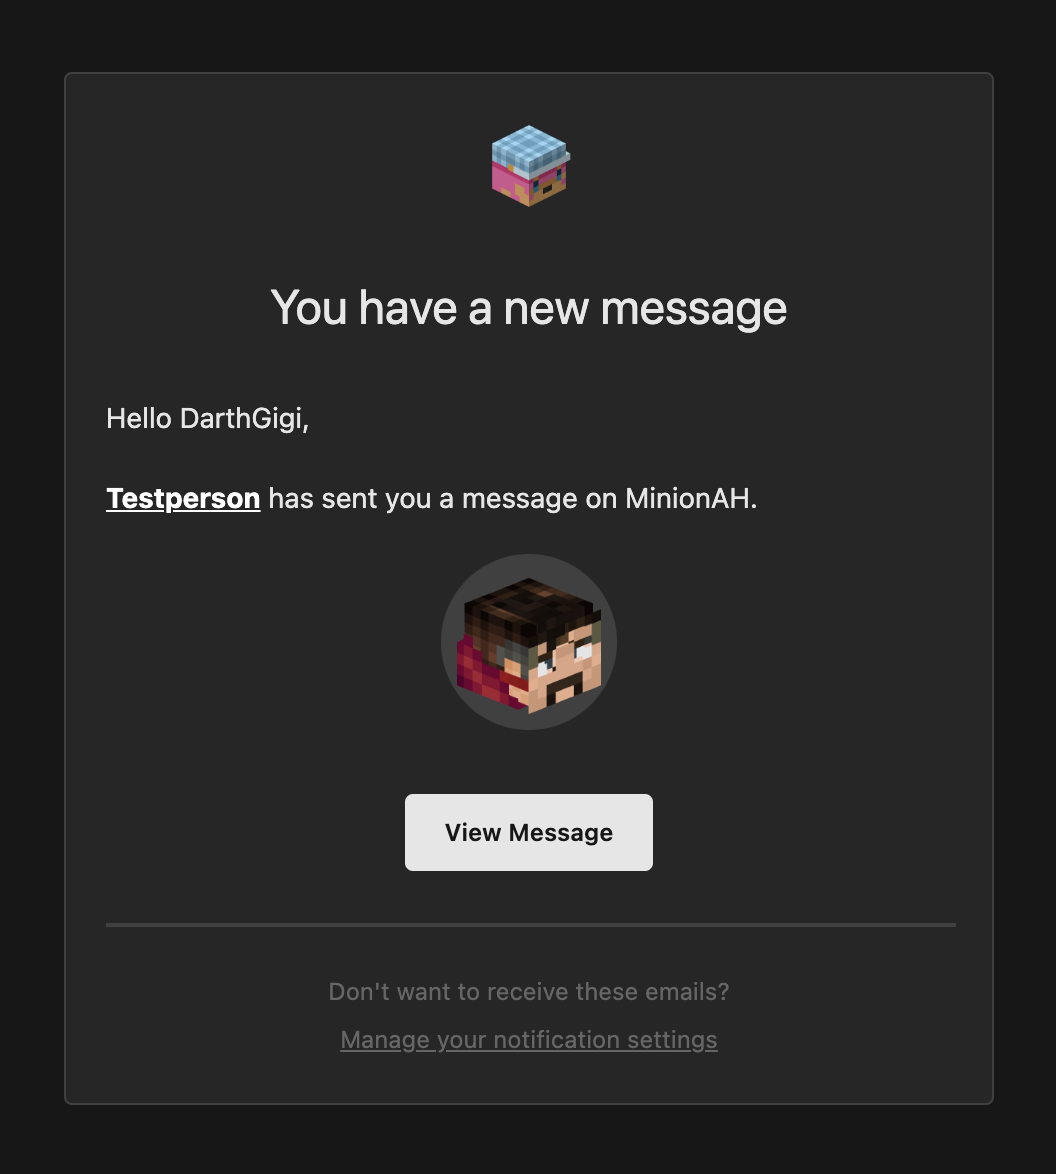 You have a new message
Hello DarthGigi,
Testperson has sent you a message on MinionAH.
View Message
Don't want to receive these emails?
Manage your notification settings